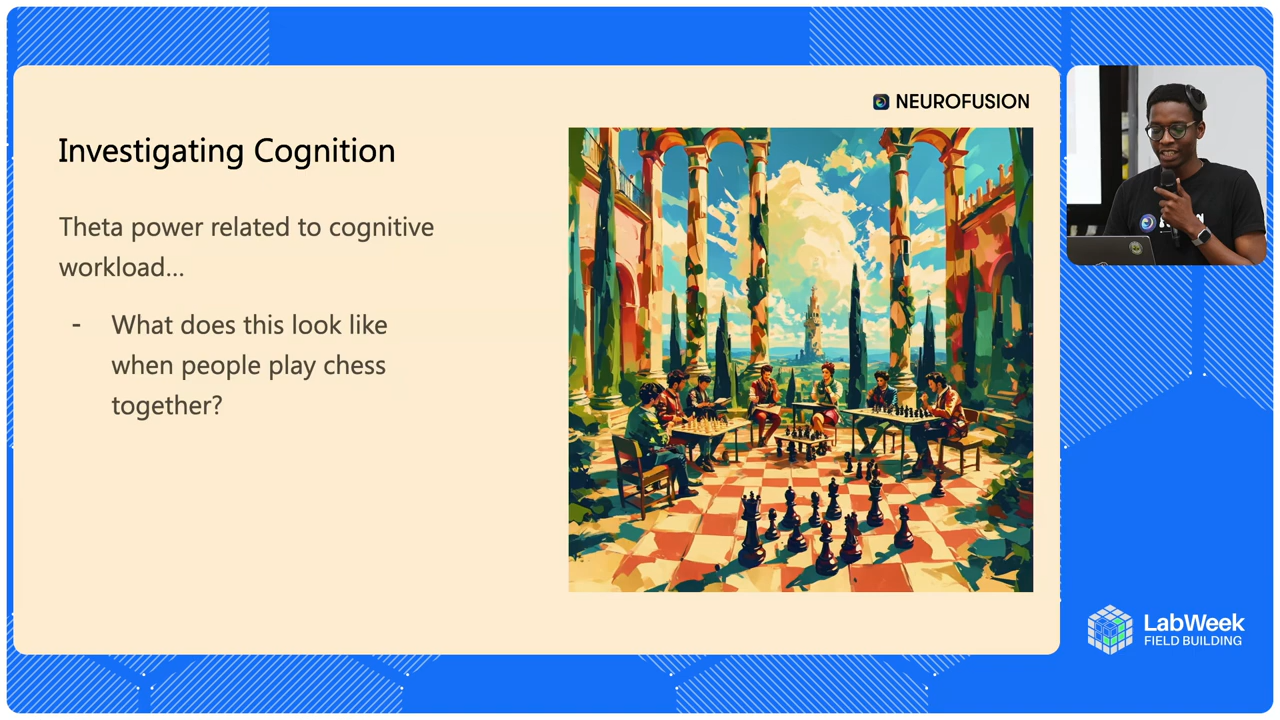 NEUROFUSION
Investigating Cognition
Theta power related to cognitive
workload...
- What does this look like
when people play chess
together?
LabWeek
FIELD BUILDING